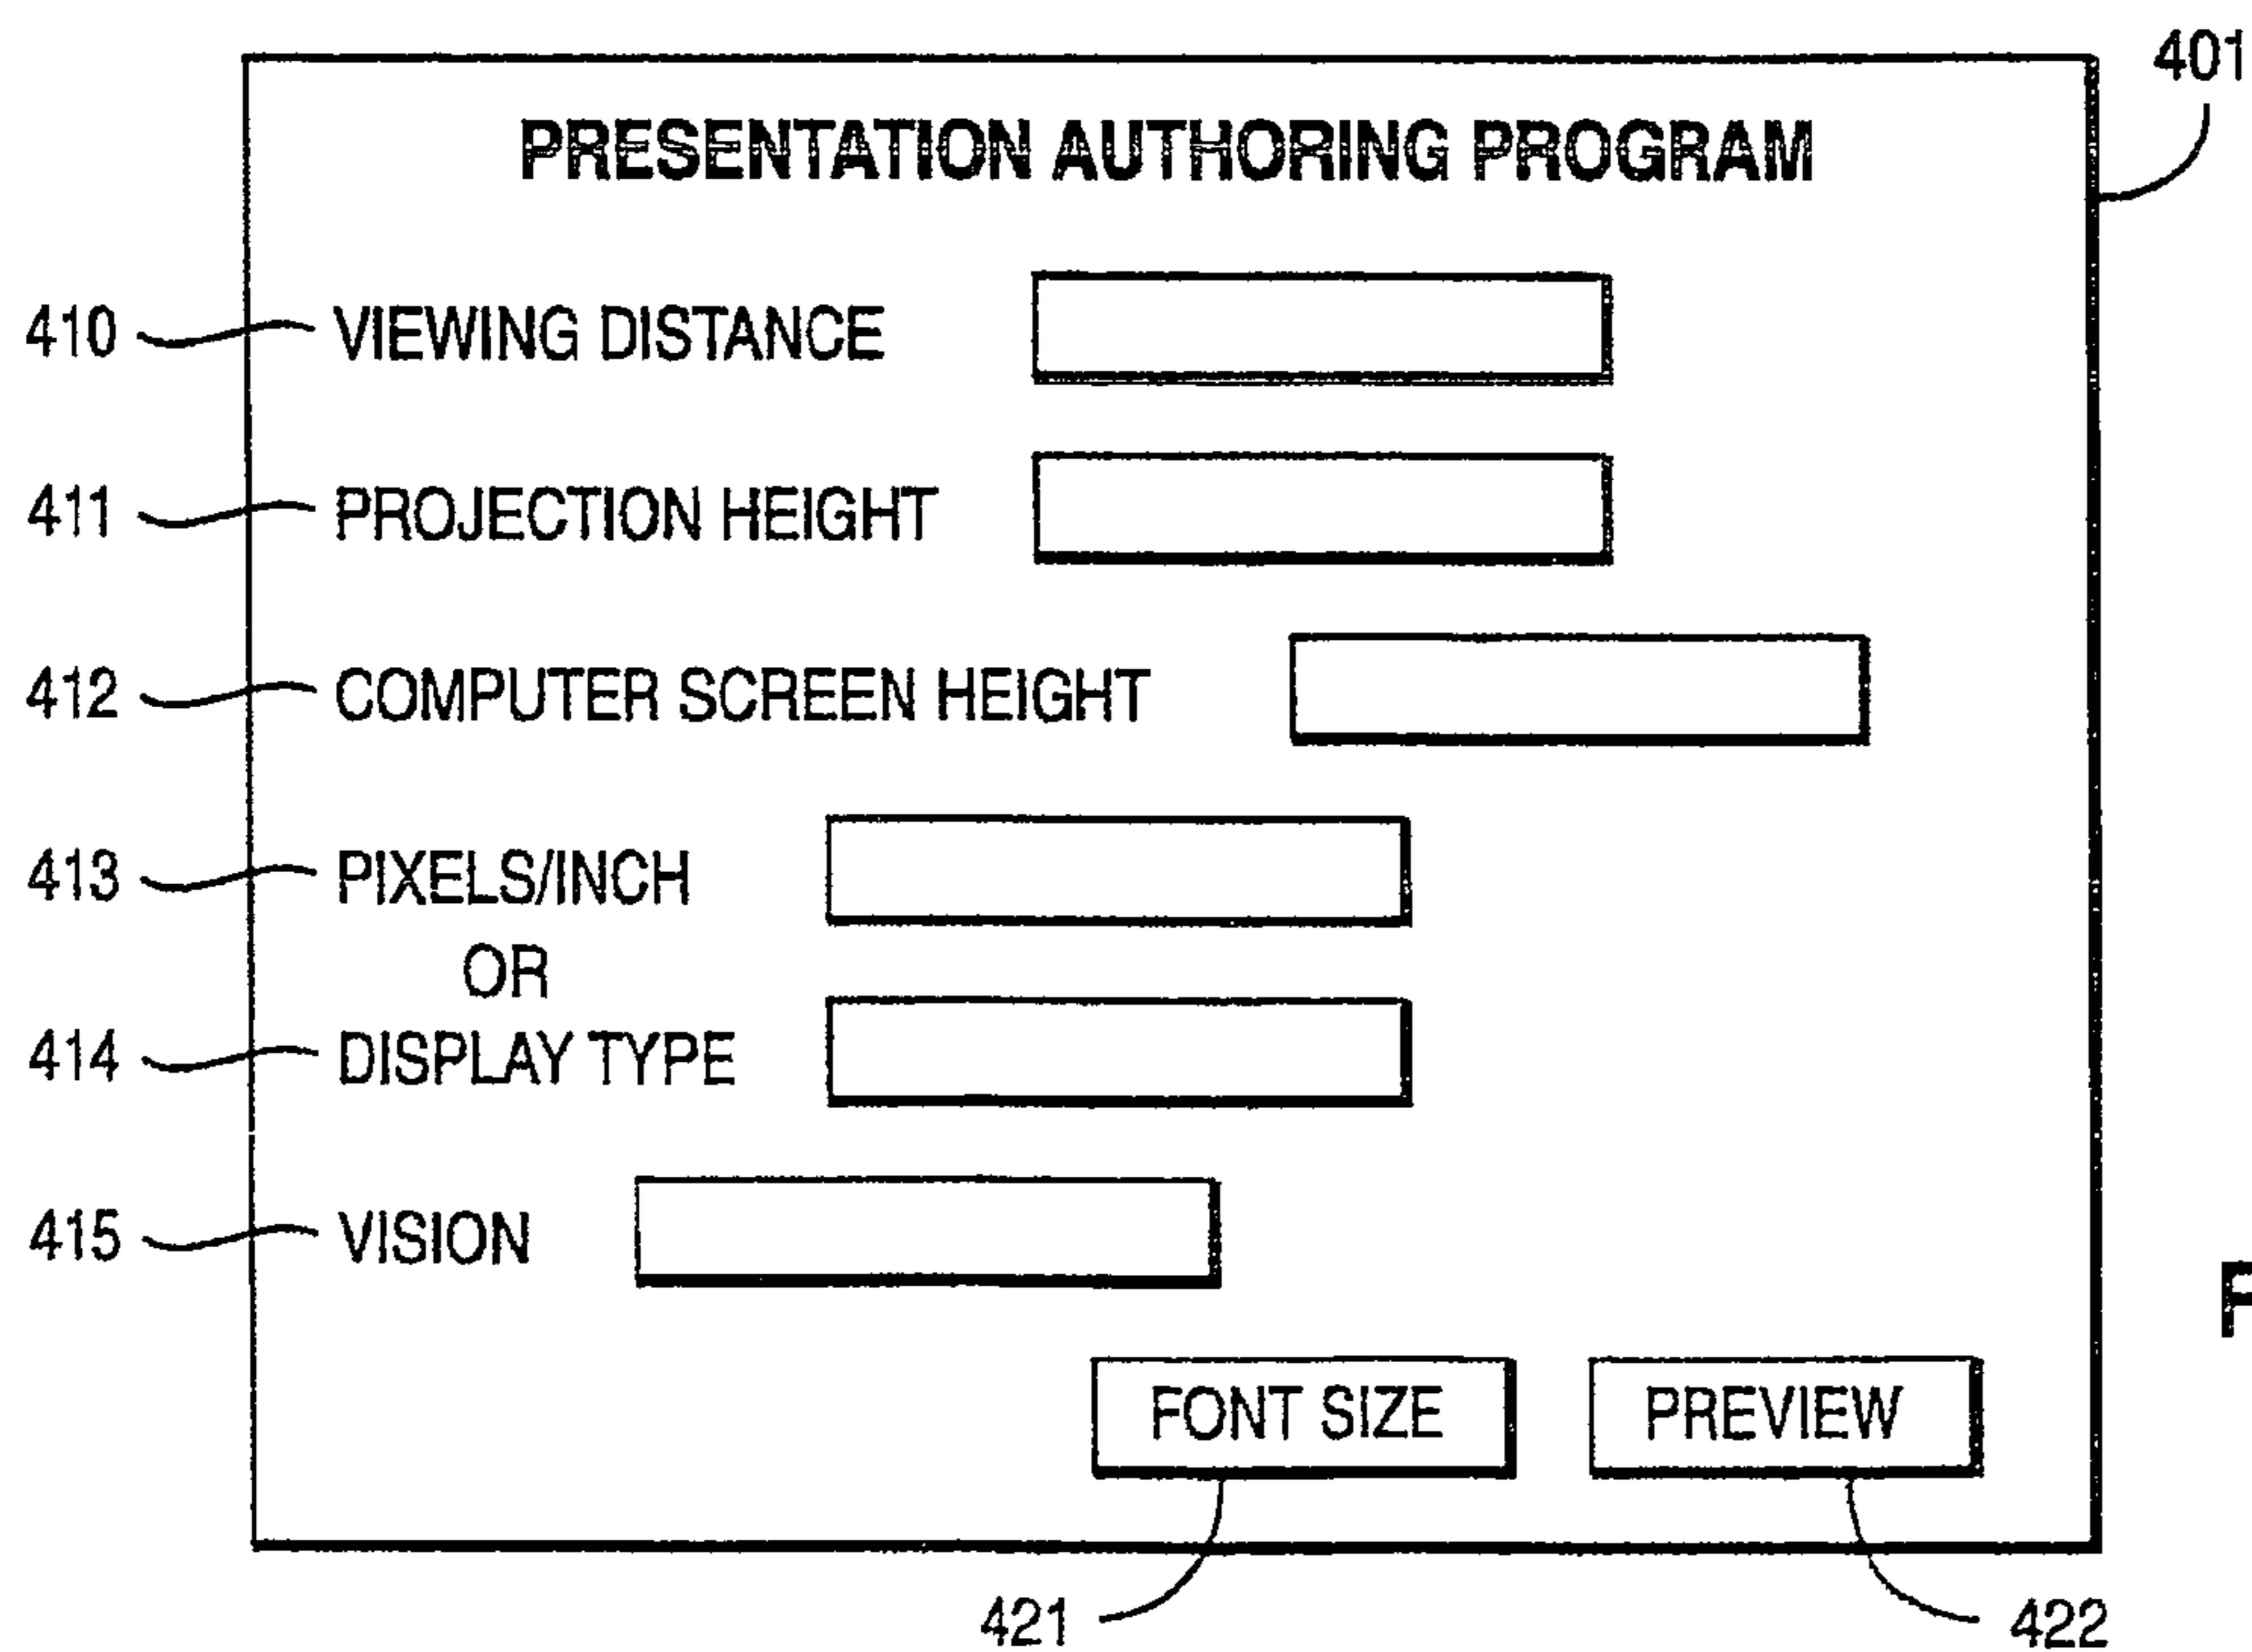 401
PRESENTATION AUTHORING PROGRAM
410 VIEWING DISTANCE
411 PROJECTION HEIGHT
412 COMPUTER SCREEN HEIGHT
413 PIXELS/INCH
OR
414 DISPLAY TYPE
415 VISION
FONT SIZE PREVIEW
421 422